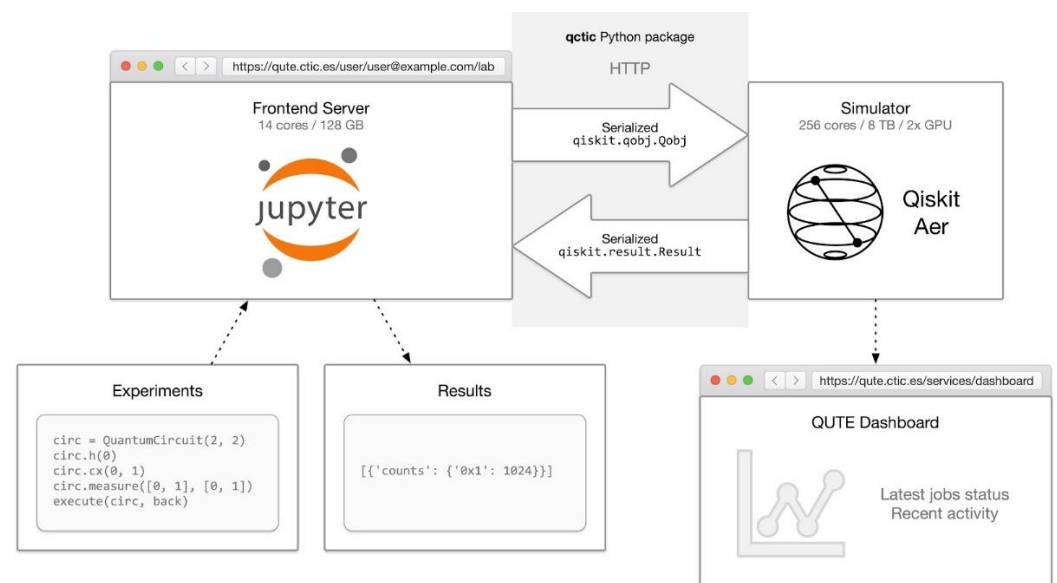 qctic Python package
HTTP
https://qute.ctic.es/user/user@example.com/lab
Frontend Server
14 cores / 128 GB
jupyter
Serialized
qiskit.qobj.Qobj
Serialized
qiskit.result.Result
Simulator
256 cores / 8 TB / 2x GPU
Qiskit
Aer
Experiments
circ = QuantumCircuit(2, 2)
circ.h(0)
circ.cx(0, 1)
circ.measure([0, 1], [0, 1])
execute(circ, back)
Results
[{'counts': {'0x1': 1024}}]
https://qute.ctic.es/services/dashboard
QUTE Dashboard
Latest jobs status
Recent activity